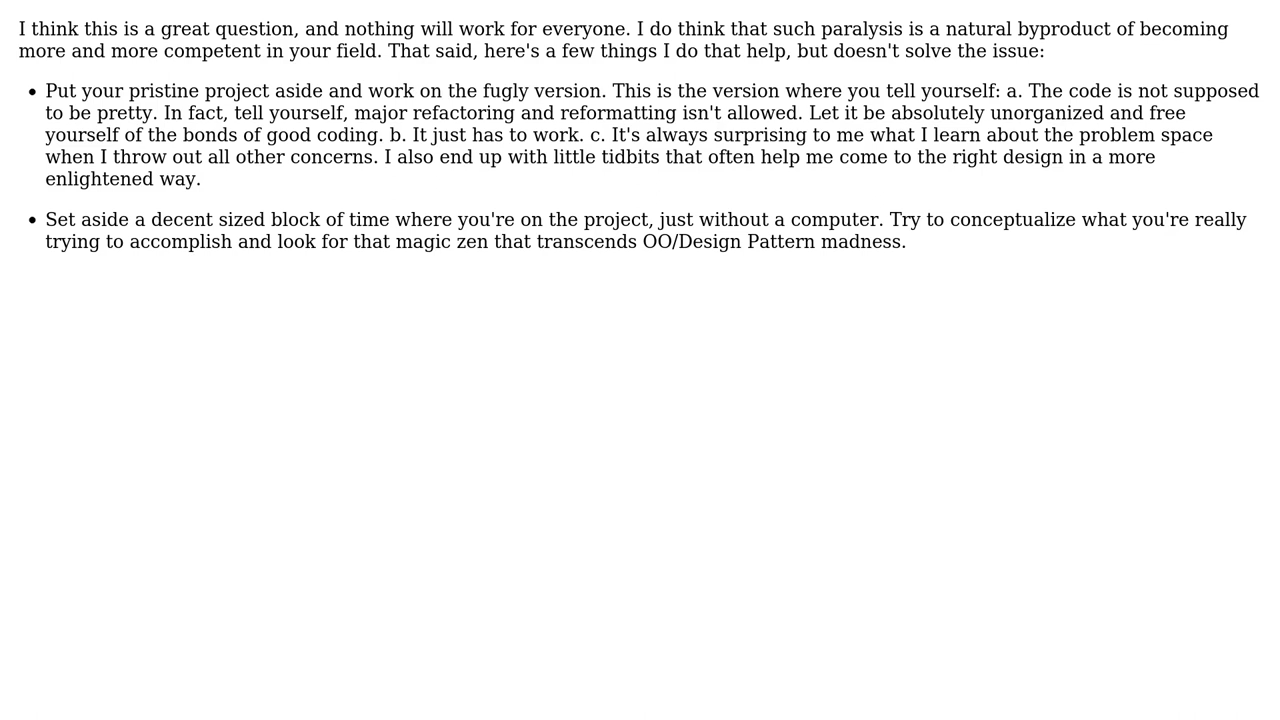 I think this is a great question, and nothing will work for everyone. I do think that such paralysis is a natural byproduct of becoming
more and more competent in your field. That said, here's a few things I do that help, but doesn't solve the issue:
• Put your pristine project aside and work on the fugly version. This is the version where you tell yourself: a. The code is not supposed
to be pretty. In fact, tell yourself, major refactoring and reformatting isn't allowed. Let it be absolutely unorganized and free
yourself of the bonds of good coding. b. It just has to work. c. It's always surprising to me what I learn about the problem space
when I throw out all other concerns. I also end up with little tidbits that often help me come to the right design in a more
enlightened way.
• Set aside a decent sized block of time where you're on the project, just without a computer. Try to conceptualize what you're really
trying to accomplish and look for that magic zen that transcends OO/Design Pattern madness.